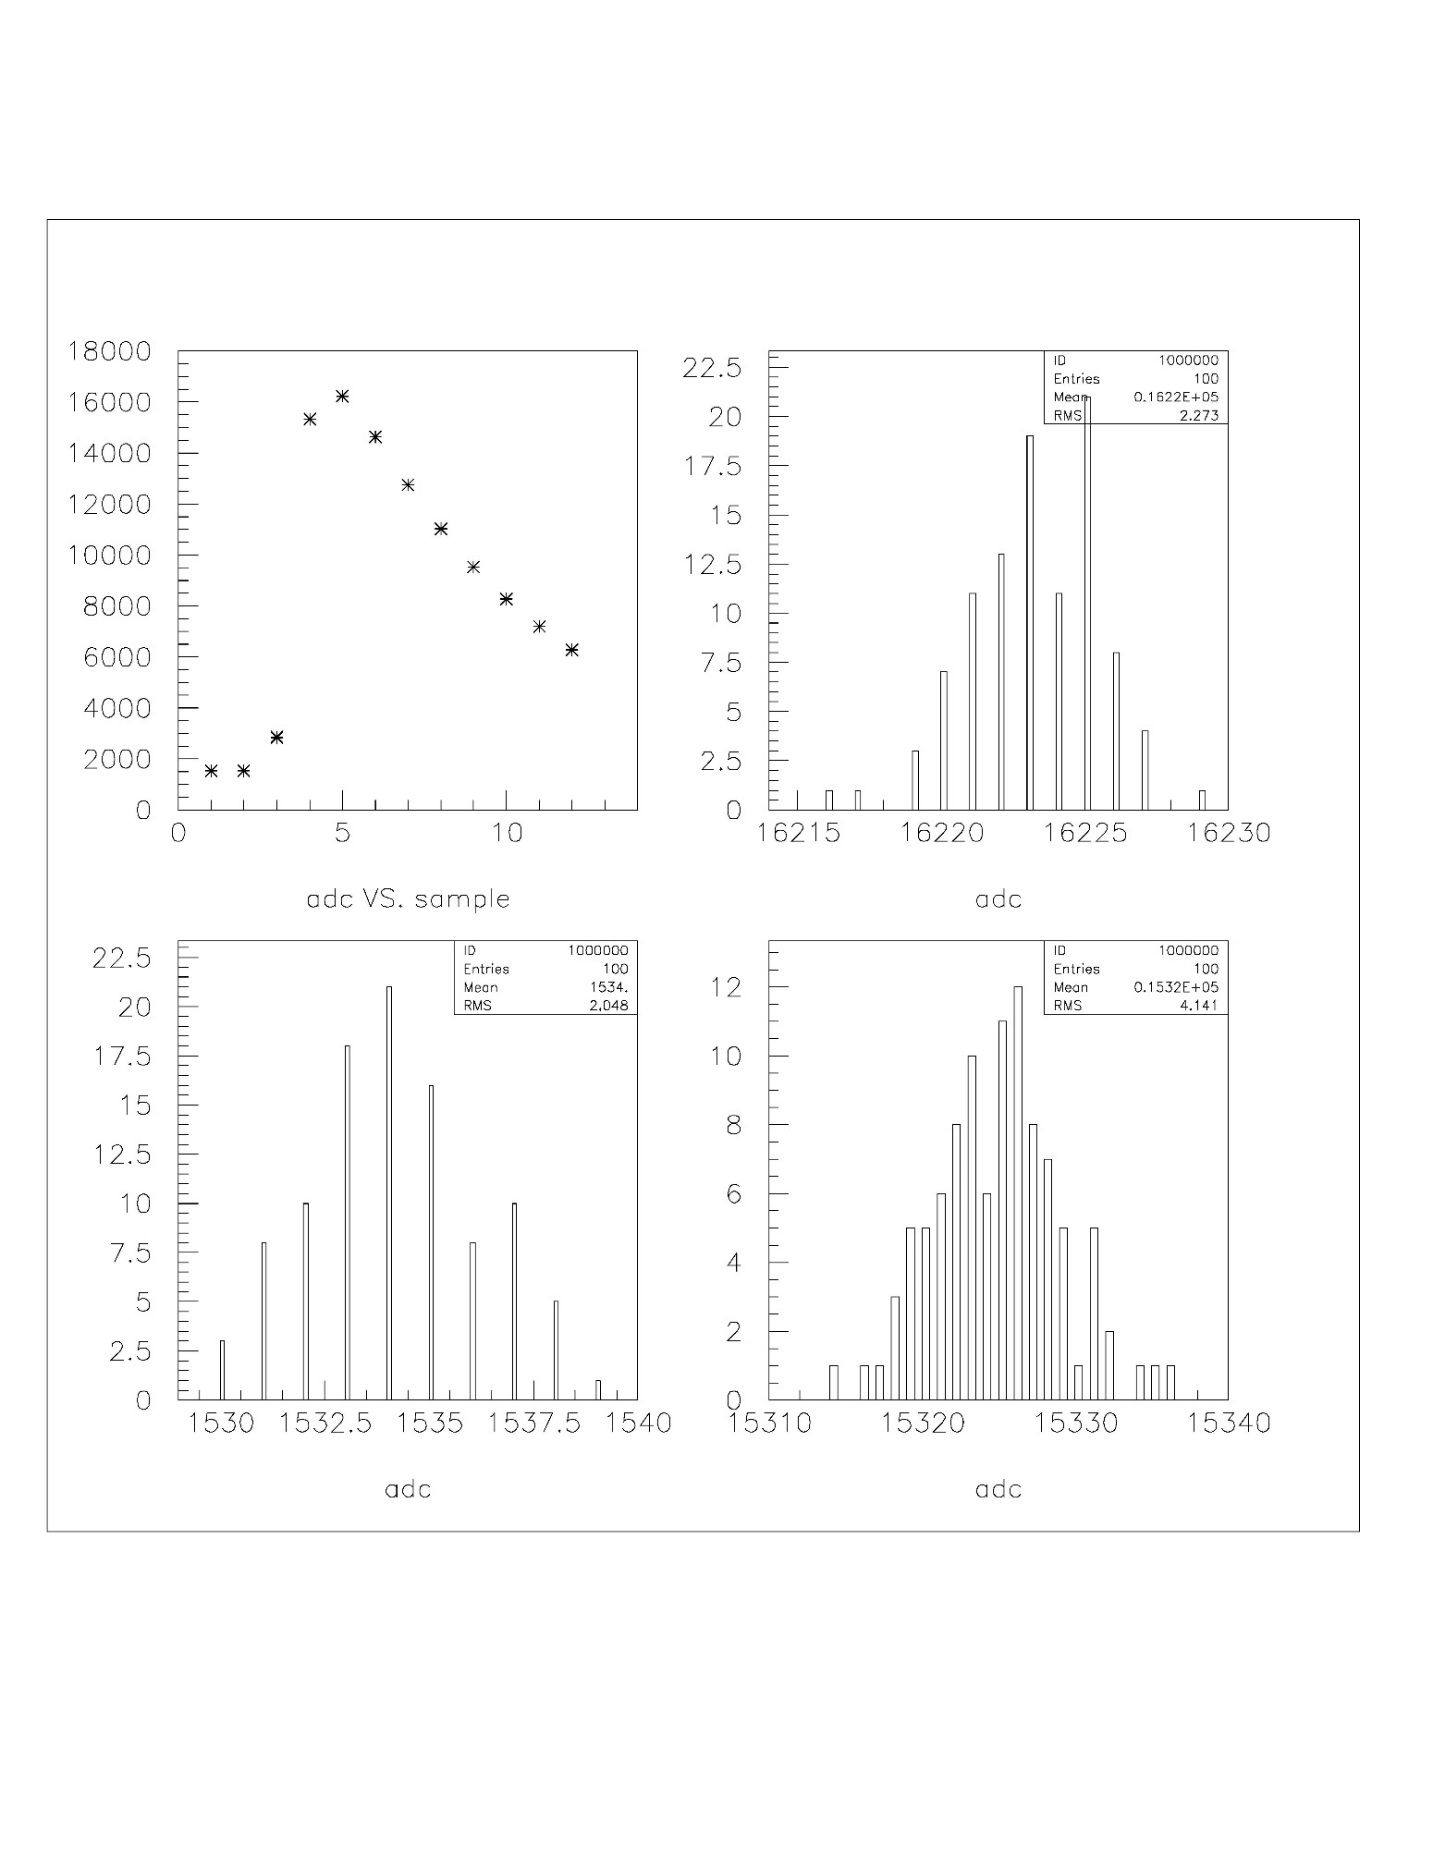 18000
16000
14000
12000
10000
8000
6000
4000
2000
0
0 5 10
adc VS. sample
22.5
20
17.5
15
12.5
10
7.5
5
2.5
0
16215 16220 16225 16230
adc
ID 1000000
Entries 100
Mean 0.1622E+05
RMS 2.273
22.5
20
17.5
15
12.5
10
7.5
5
2.5
0
1530 1532.5 1535 1537.5 1540
adc
ID 1000000
Entries 100
Mean 1534.
RMS 2.048
12
10
8
6
4
2
0
15310 15320 15330 15340
adc
ID 1000000
Entries 100
Mean 0.1532E+05
RMS 4.141